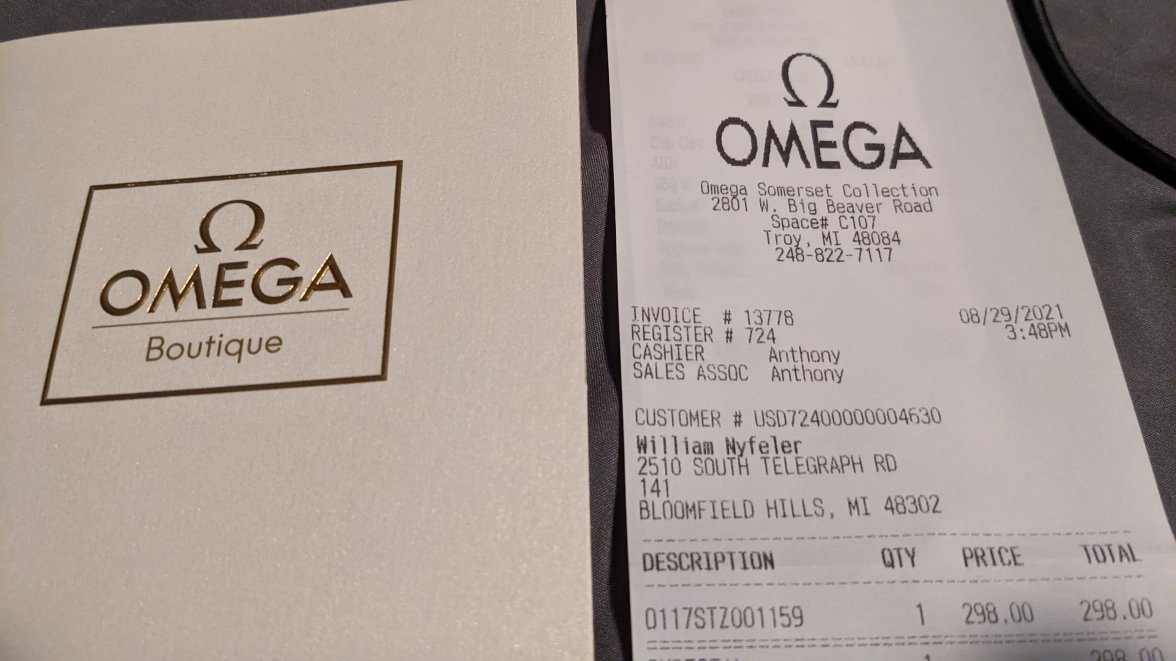 Ω
OMEGA
Boutique
Ω
OMEGA
Omega Somerset Collection
2801 W. Big Beaver Road
Space# C107
Troy, MI 48084
248-822-7117
INVOICE # 13778 08/29/2021
REGISTER # 724 3:48PM
CASHIER Anthony
SALES ASSOC Anthony
CUSTOMER # USD72400000004630
William Nyfeler
2510 SOUTH TELEGRAPH RD
141
BLOOMFIELD HILLS, MI 48302
DESCRIPTION QTY PRICE TOTAL
0117STZ001159 1 298.00 298.00